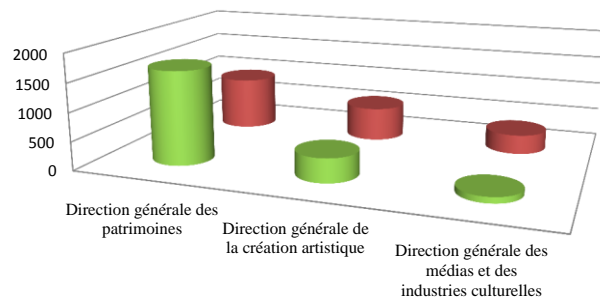 2000
1500
1000
500
0
Direction générale des
patrimoines
Direction générale de
la création artistique
Direction générale des
médias et des
industries culturelles